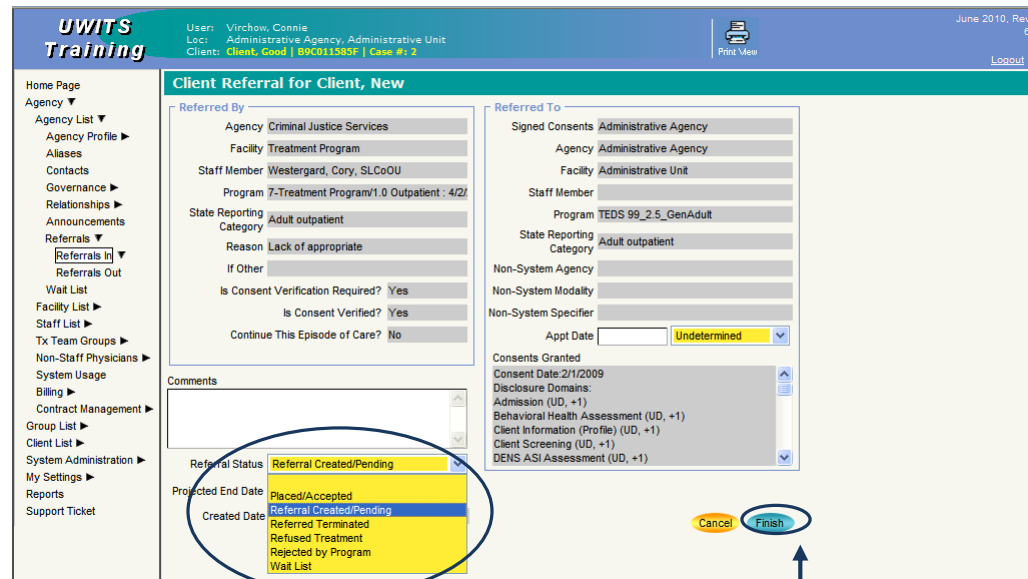 UWITS
Training
User: Virchow, Connie
Loc: Administrative Agency, Administrative Unit
Client: Client, Good | B9C011585F | Case #: 2
Print View
June 2010, Rev
6
Logout
Home Page
Agency ▼
Agency List ▼
Agency Profile ►
Aliases
Contacts
Governance ►
Relationships ►
Announcements
Referrals ▼
Referrals In ▼
Referrals Out
Wait List
Facility List ►
Staff List ►
Tx Team Groups ►
Non-Staff Physicians ►
System Usage
Billing ►
Contract Management ►
Group List ►
Client List ►
System Administration ►
My Settings ►
Reports
Support Ticket
Client Referral for Client, New
Referred By
Agency Criminal Justice Services
Facility Treatment Program
Staff Member Westergard, Cory, SLCoOU
Program 7-Treatment Program/1.0 Outpatient : 4/2/
State Reporting
Category Adult outpatient
Reason Lack of appropriate
If Other
Is Consent Verification Required? Yes
Is Consent Verified? Yes
Continue This Episode of Care? No
Referred To
Signed Consents Administrative Agency
Agency Administrative Agency
Facility Administrative Unit
Staff Member
Program TEDS 99_2.5_GenAdult
State Reporting
Category Adult outpatient
Non-System Agency
Non-System Modality
Non-System Specifier
Appt Date Undetermined
Consents Granted
Consent Date:2/1/2009
Disclosure Domains:
Admission (UD, +1)
Behavioral Health Assessment (UD, +1)
Client Information (Profile) (UD, +1)
Client Screening (UD, +1)
DENS ASI Assessment (UD, +1)
Comments
Referral Status Referral Created/Pending
Projected End Date
Created Date
Placed/Accepted
Referral Created/Pending
Referred Terminated
Refused Treatment
Rejected by Program
Wait List
Cancel Finish